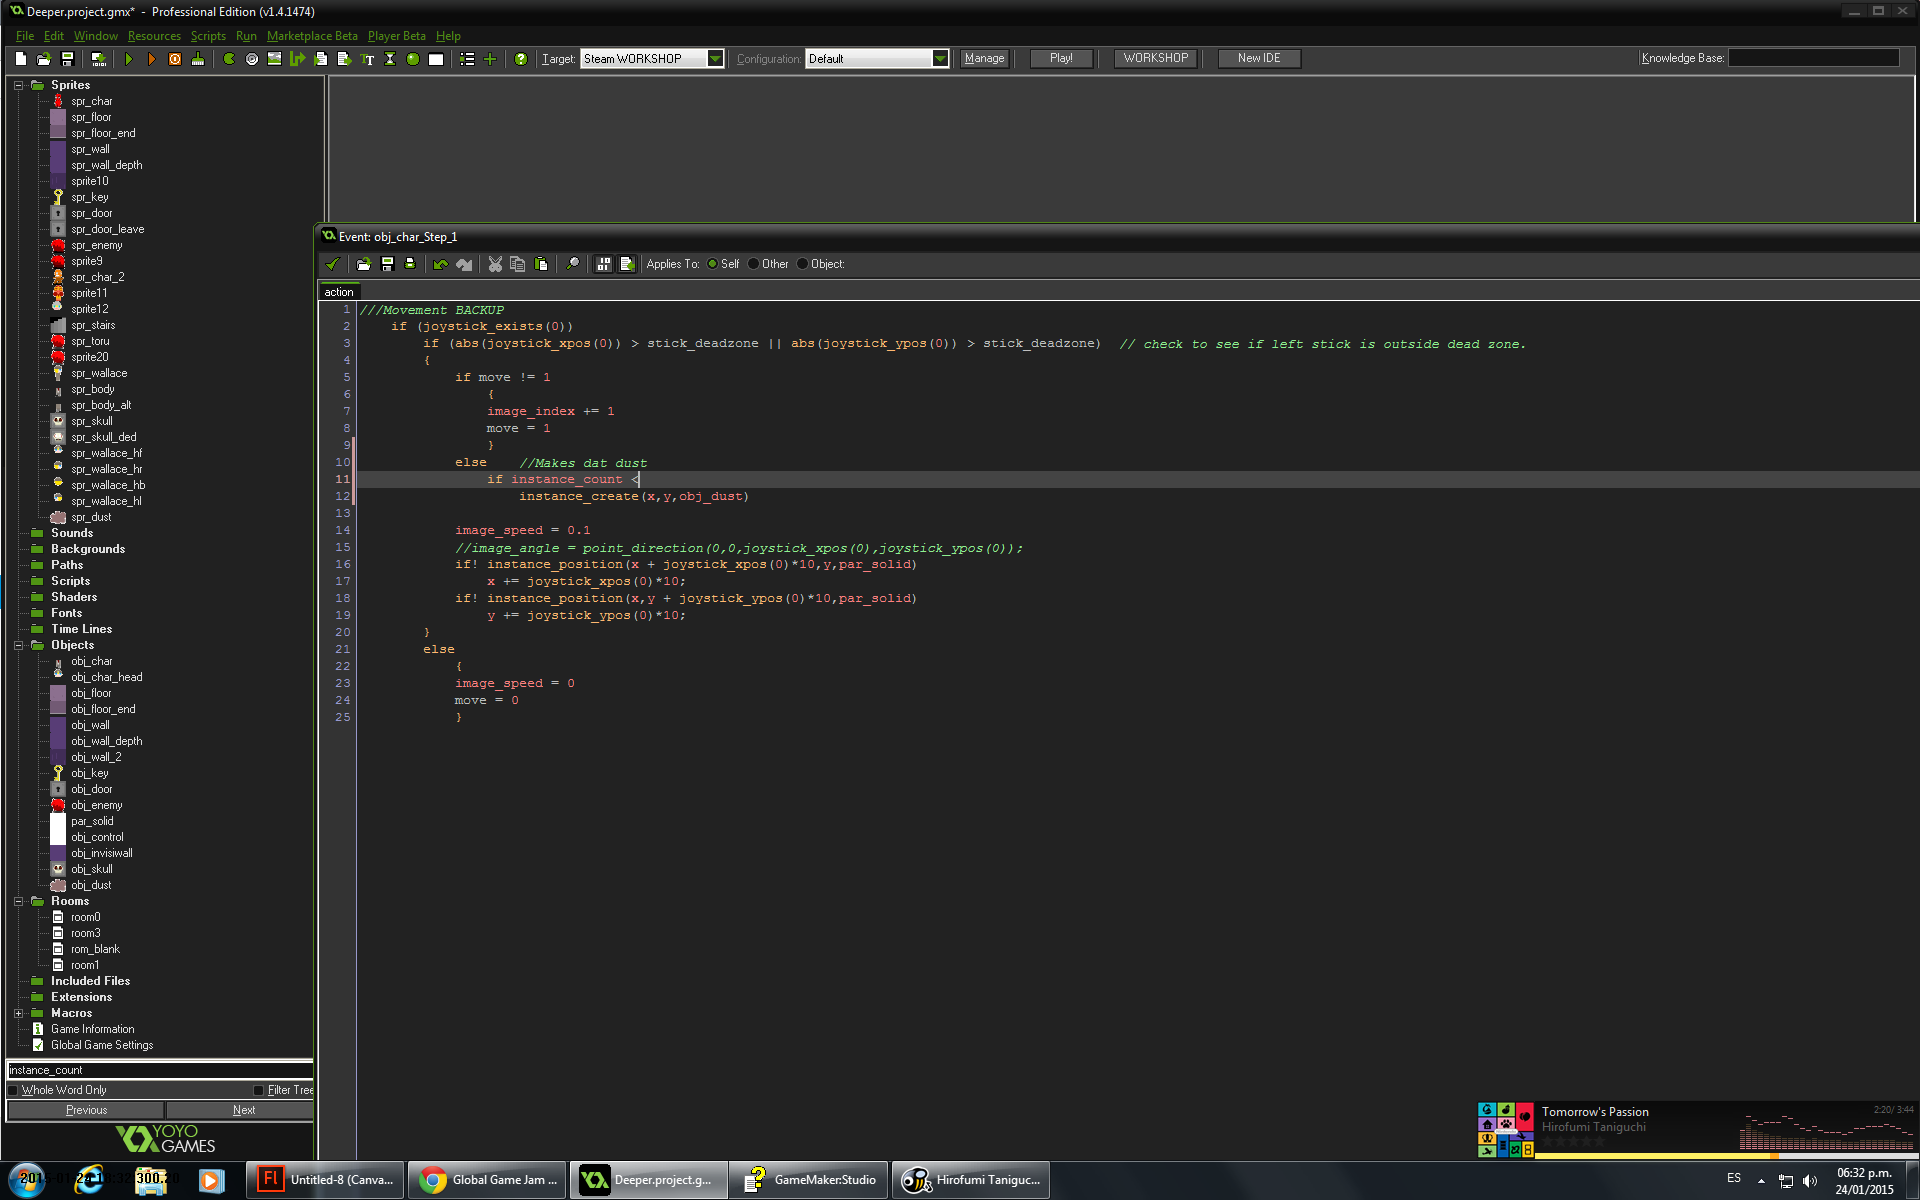 Deeper.project.gmx* - Professional Edition (v1.4.1474)
File Edit Window Resources Scripts Run Marketplace Beta Player Beta Help
Target: Steam WORKSHOP Configuration: Default Manage Play! WORKSHOP New IDE Knowledge Base:
Sprites
spr_char
spr_floor
spr_floor_end
spr_wall
spr_wall_depth
sprite10
spr_key
spr_door
spr_door_leave
spr_enemy
sprite9
spr_char_2
sprite11
sprite12
spr_stairs
spr_toru
sprite20
spr_wallace
spr_body
spr_body_alt
spr_skull
spr_skull_ded
spr_wallace_hf
spr_wallace_hr
spr_wallace_hb
spr_wallace_hl
spr_dust
Sounds
Backgrounds
Paths
Scripts
Shaders
Fonts
Time Lines
Objects
obj_char
obj_char_head
obj_floor
obj_floor_end
obj_wall
obj_wall_depth
obj_wall_2
obj_key
obj_door
obj_enemy
par_solid
obj_control
obj_invisiwall
obj_skull
obj_dust
Rooms
room0
room3
rom_blank
room1
Included Files
Extensions
Macros
Game Information
Global Game Settings
instance_count
Whole Word Only Filter Tree
Previous Next
YOYO
GAMES
Event: obj_char_Step_1
Applies To: Self Other Object:
action
1 ///Movement BACKUP
2 if (joystick_exists(0))
3 if (abs(joystick_xpos(0)) > stick_deadzone || abs(joystick_ypos(0)) > stick_deadzone) // check to see if left stick is outside dead zone.
4 {
5 if move != 1
6 {
7 image_index += 1
8 move = 1
9 }
10 else //Makes dat dust
11 if instance_count <
12 instance_create(x,y,obj_dust)
13
14 image_speed = 0.1
15 //image_angle = point_direction(0,0,joystick_xpos(0),joystick_ypos(0));
16 if! instance_position(x + joystick_xpos(0)*10,y,par_solid)
17 x += joystick_xpos(0)*10;
18 if! instance_position(x,y + joystick_ypos(0)*10,par_solid)
19 y += joystick_ypos(0)*10;
20 }
21 else
22 {
23 image_speed = 0
24 move = 0
25 }
Tomorrow's Passion 2:20/ 3:44
Hirofumi Taniguchi
Untitled-8 (Canva... Global Game Jam ... Deeper.project.g... GameMaker:Studio Hirofumi Taniguc... ES 06:32 p.m.
24/01/2015